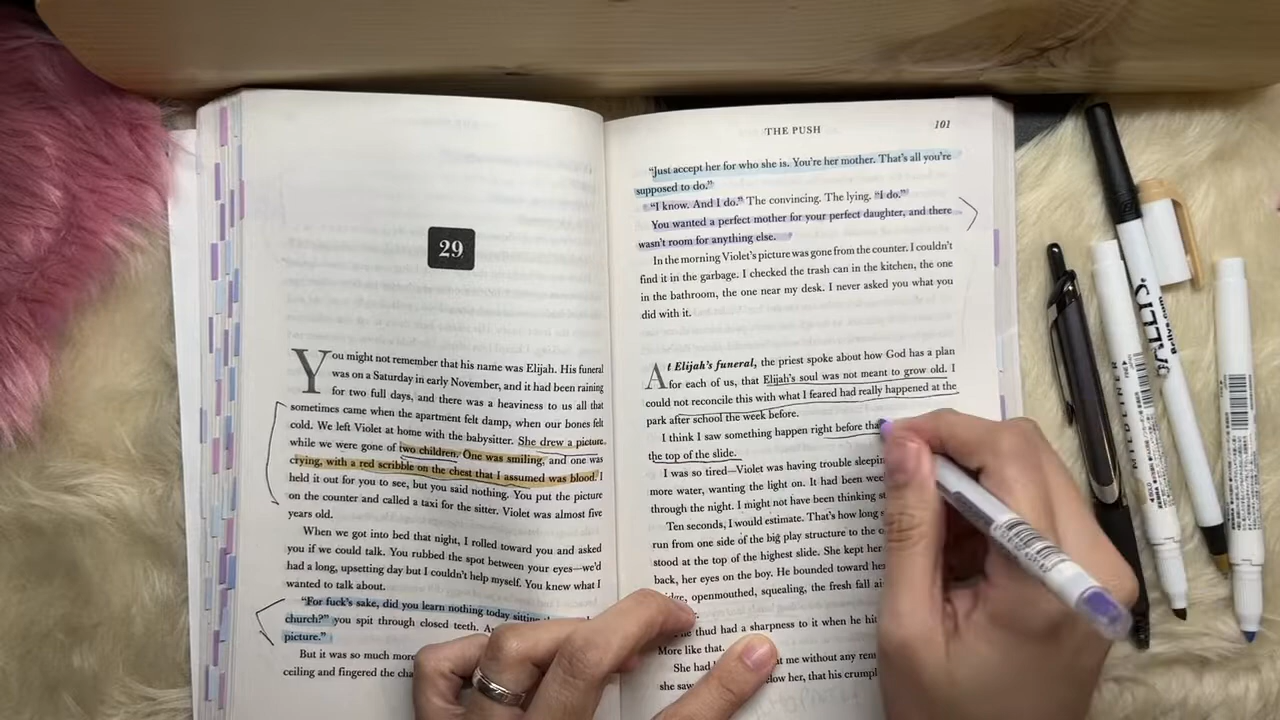 29
You might not remember that his name was Elijah. His funeral
was on a Saturday in early November, and it had been raining
for two full days, and there was a heaviness to us all that
sometimes came when the apartment felt damp, when our bones felt
cold. We left Violet at home with the babysitter. She drew a picture
while we were gone of two children. One was smiling, and one was
crying, with a red scribble on the chest that I assumed was blood. I
held it out for you to see, but you said nothing. You put the picture
on the counter and called a taxi for the sitter. Violet was almost five
years old.
When we got into bed that night, I rolled toward you and asked
you if we could talk. You rubbed the spot between your eyes—we'd
had a long, upsetting day but I couldn't help myself. You knew what I
wanted to talk about.
"For fuck's sake, did you learn nothing today sitting
church?" you spit through closed teeth.
picture."
But it was so much more
ceiling and fingered the
THE PUSH 101
"Just accept her for who she is. You're her mother. That's all you're
supposed to do."
"I know. And I do." The convincing. The lying. "I do."
You wanted a perfect mother for your perfect daughter, and there
wasn't room for anything else.
In the morning Violet's picture was gone from the counter. I couldn't
find it in the garbage. I checked the trash can in the kitchen, the one
in the bathroom, the one near my desk. I never asked you what you
did with it.
At Elijah's funeral, the priest spoke about how God has a plan
for each of us, that Elijah's soul was not meant to grow old. I
could not reconcile this with what I feared had really happened at the
park after school the week before.
I think I saw something happen right before
the top of the slide.
I was so tired—Violet was having trouble
more water, wanting the light on. It had been
through the night. I might not have been thinking
Ten seconds, I would estimate. That's how long
run from one side of the big play structure to the
stood at the top of the highest slide. She kept her
back, her eyes on the boy. He bounded toward
openmouthed, squealing, the fresh fall
thud had a sharpness to it when he hit
More like that.
She had me without any
she saw below her, that his
MILDLINER